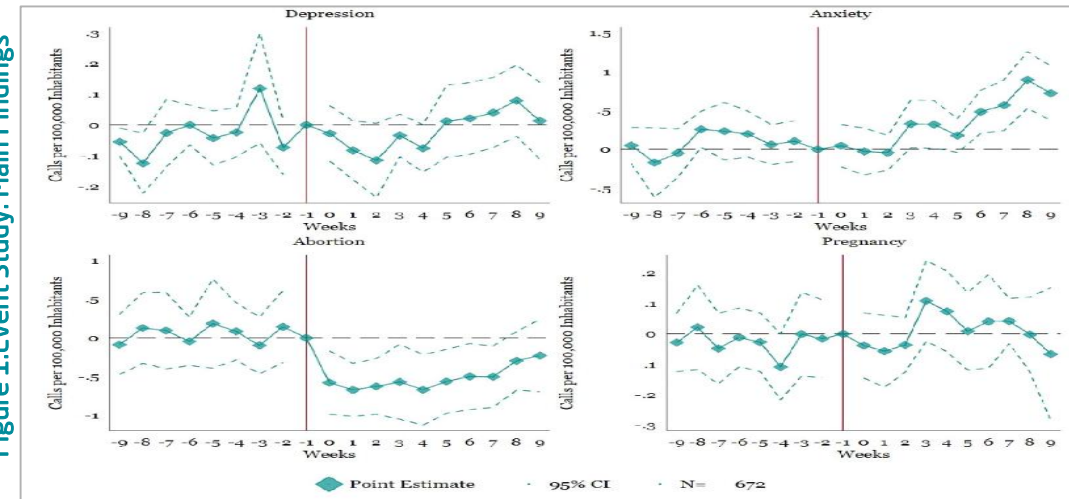 Figure 1.Event Study. Main Findings
Depression
Calls per 100,000 Inhabitants
.3
.2
.1
0
-.1
-.2
-9 -8 -7 -6 -5 -4 -3 -2 -1 0 1 2 3 4 5 6 7 8 9
Weeks
Anxiety
Calls per 100,000 Inhabitants
1.5
1
.5
0
-.5
-9 -8 -7 -6 -5 -4 -3 -2 -1 0 1 2 3 4 5 6 7 8 9
Weeks
Abortion
Calls per 100,000 Inhabitants
1
.5
0
-.5
-1
-9 -8 -7 -6 -5 -4 -3 -2 -1 0 1 2 3 4 5 6 7 8 9
Weeks
Pregnancy
Calls per 100,000 Inhabitants
.2
.1
0
-.1
-.2
-.3
-9 -8 -7 -6 -5 -4 -3 -2 -1 0 1 2 3 4 5 6 7 8 9
Weeks
Point Estimate 95% CI N= 672